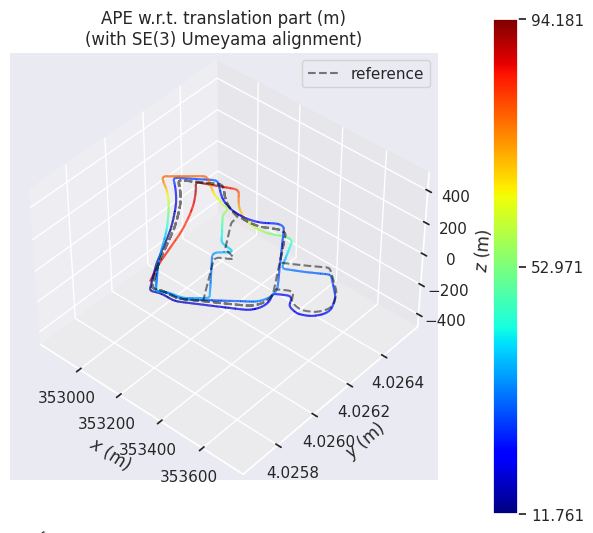 APE w.r.t. translation part (m)
(with SE(3) Umeyama alignment)
reference
94.181
52.971
11.761
400
200
0
−200
−400
z (m)
4.0264
4.0262
4.0260
4.0258
y (m)
353000
353200
353400
353600
x (m)